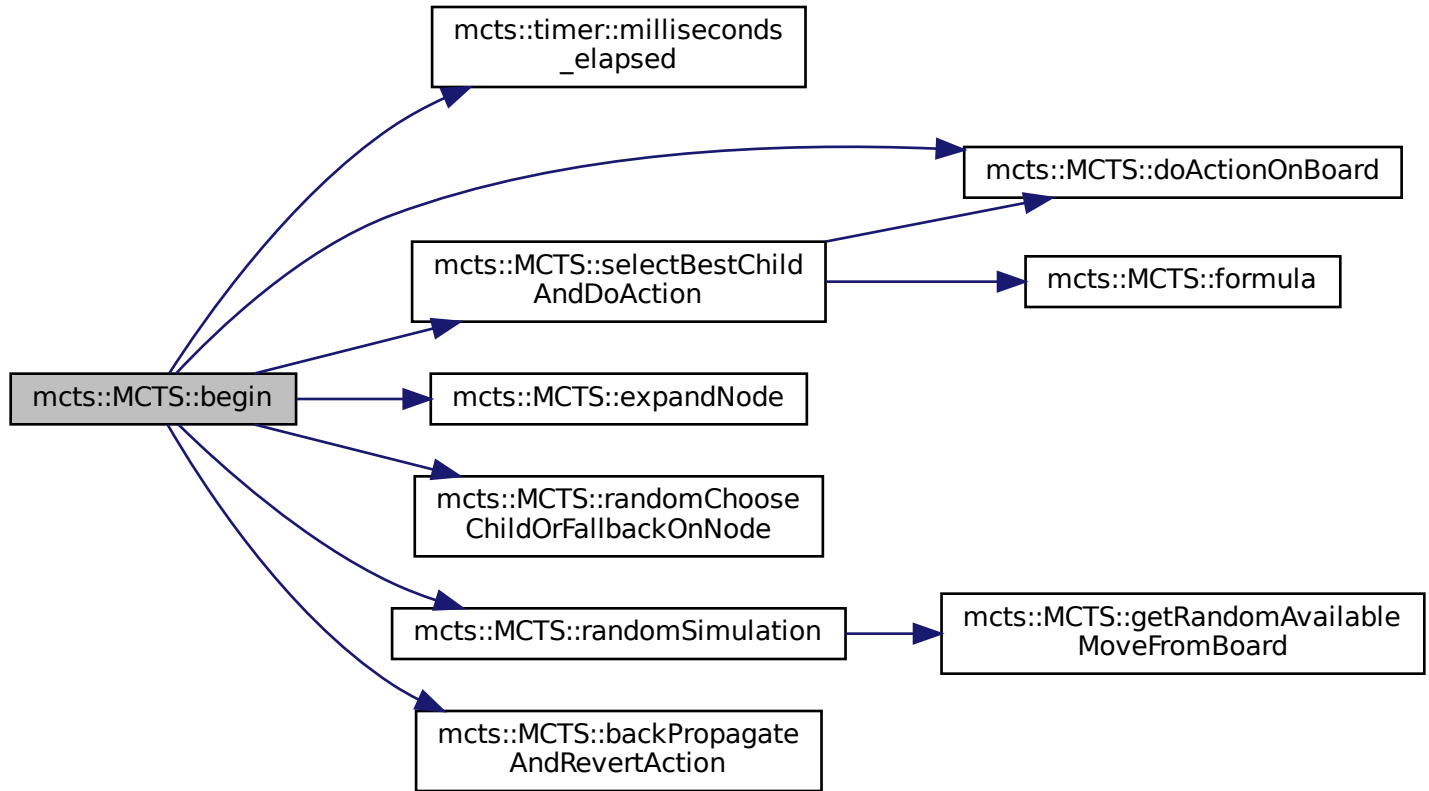 mcts::timer::milliseconds
_elapsed
mcts::MCTS::doActionOnBoard
mcts::MCTS::selectBestChild
AndDoAction
mcts::MCTS::formula
mcts::MCTS::begin
mcts::MCTS::expandNode
mcts::MCTS::randomChoose
ChildOrFallbackOnNode
mcts::MCTS::randomSimulation
mcts::MCTS::getRandomAvailable
MoveFromBoard
mcts::MCTS::backPropagate
AndRevertAction